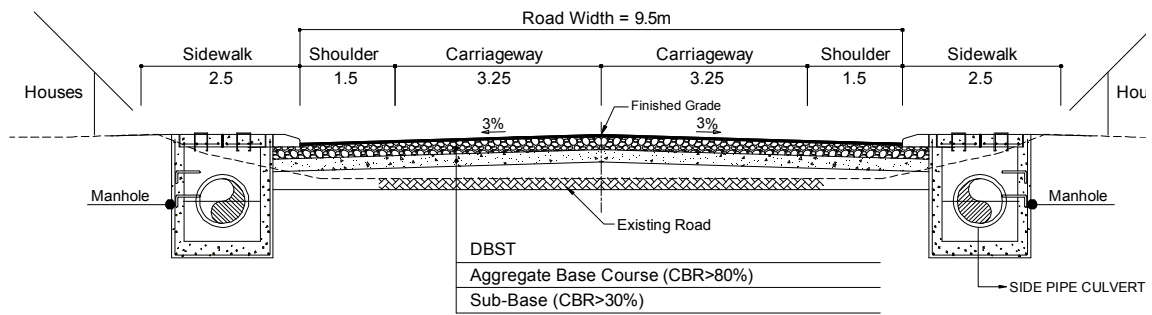 Road Width = 9.5m
Sidewalk Shoulder Carriageway Carriageway Shoulder Sidewalk
2.5 1.5 3.25 3.25 1.5 2.5
Houses
Hou
Finished Grade
3% 3%
Manhole
Manhole
Existing Road
DBST
Aggregate Base Course (CBR>80%)
Sub-Base (CBR>30%)
SIDE PIPE CULVERT